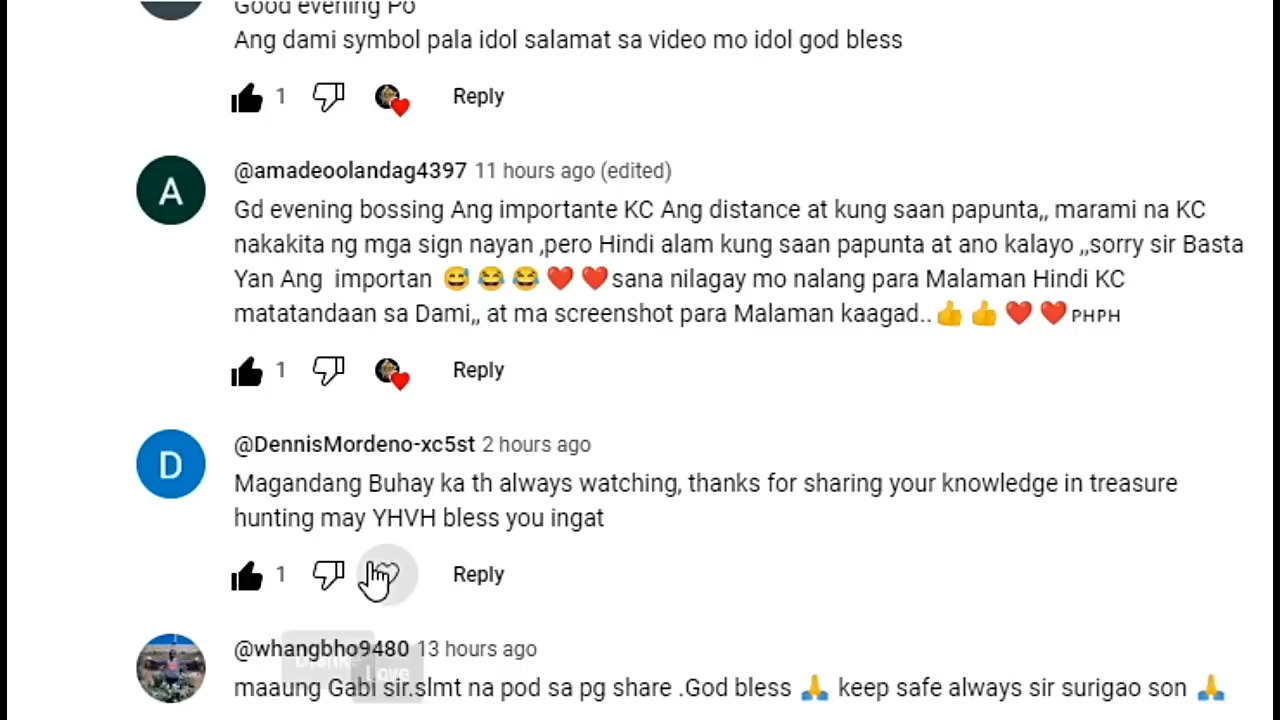 Good evening Po
Ang dami symbol pala idol salamat sa video mo idol god bless
1 Reply
A
@amadeoolandag4397 11 hours ago (edited)
Gd evening bossing Ang importante KC Ang distance at kung saan papunta,, marami na KC
nakakita ng mga sign nayan ,pero Hindi alam kung saan papunta at ano kalayo ,,sorry sir Basta
Yan Ang importan 😅😂😂❤️❤️sana nilagay mo nalang para Malaman Hindi KC
matatandaan sa Dami,, at ma screenshot para Malaman kaagad..👍👍❤️❤️PHPH
1 Reply
D
@DennisMordeno-xc5st 2 hours ago
Magandang Buhay ka th always watching, thanks for sharing your knowledge in treasure
hunting may YHVH bless you ingat
1 Reply
@whangbho9480 13 hours ago
Love
maaung Gabi sir.slmt na pod sa pg share .God bless 🙏 keep safe always sir surigao son 🙏